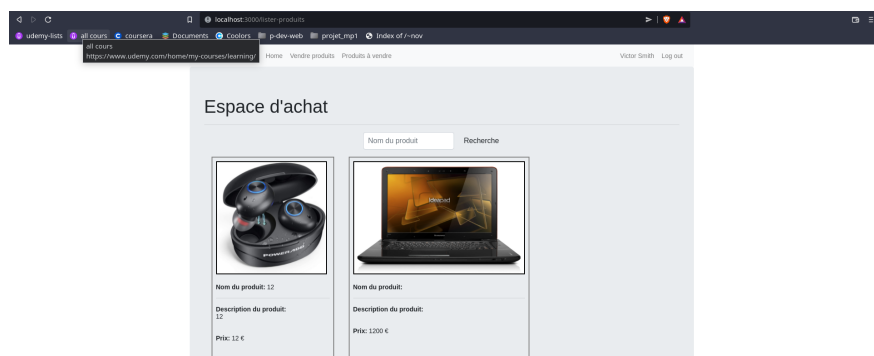 localhost:3000/lister-produits
udemy-lists all cours coursera Documents Coolors p-dev-web projet_mp1 Index of /~nov
all cours
https://www.udemy.com/home/my-courses/learning/
Home Vendre produits Produits à vendre Victor Smith Log out
Espace d'achat
Nom du produit Recherche
POWERADD
ideapad
Nom du produit: 12 Nom du produit:
Description du produit: Description du produit:
12
Prix: 12 € Prix: 1200 €